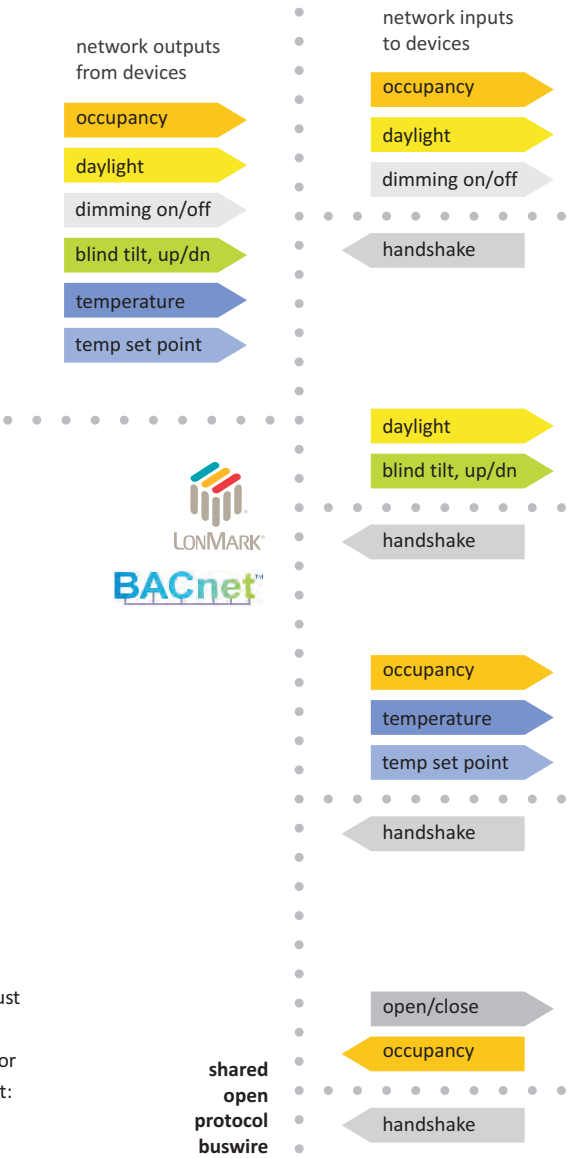 network outputs
from devices
occupancy
daylight
dimming on/off
blind tilt, up/dn
temperature
temp set point
network inputs
to devices
occupancy
daylight
dimming on/off
handshake
daylight
blind tilt, up/dn
handshake
LONMARK®
BACnet™
occupancy
temperature
temp set point
handshake
open/close
occupancy
handshake
ust
or
t:
shared
open
protocol
buswire